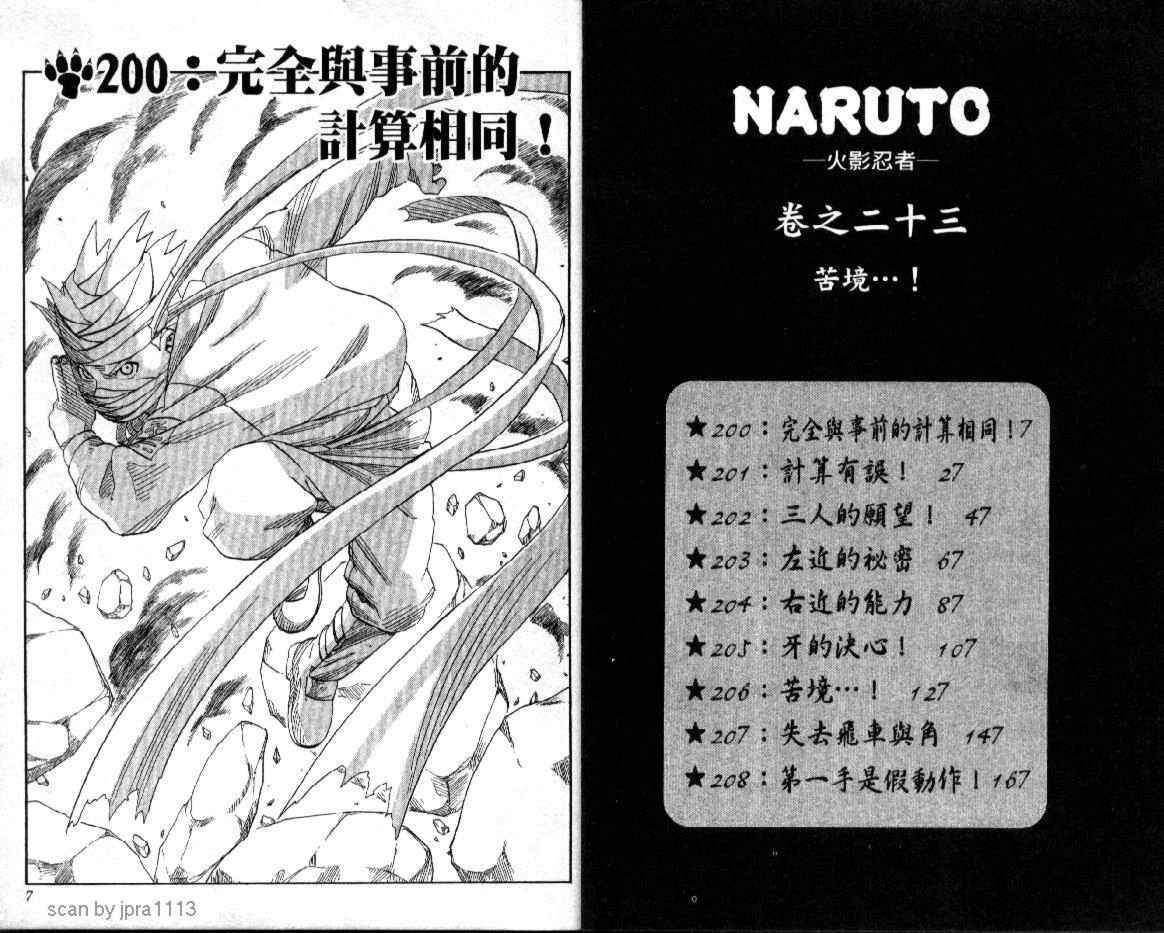 200：完全與事前的
計算相同！
7
scan by jpra1113
NARUTO
─火影忍者─
卷之二十三
苦境…！
★200：完全與事前的計算相同！7
★201：計算有誤！ 27
★202：三人的願望！ 47
★203：左近的祕密 67
★204：右近的能力 87
★205：牙的決心！ 107
★206：苦境…！ 127
★207：失去飛車與角 147
★208：第一手是假動作！167